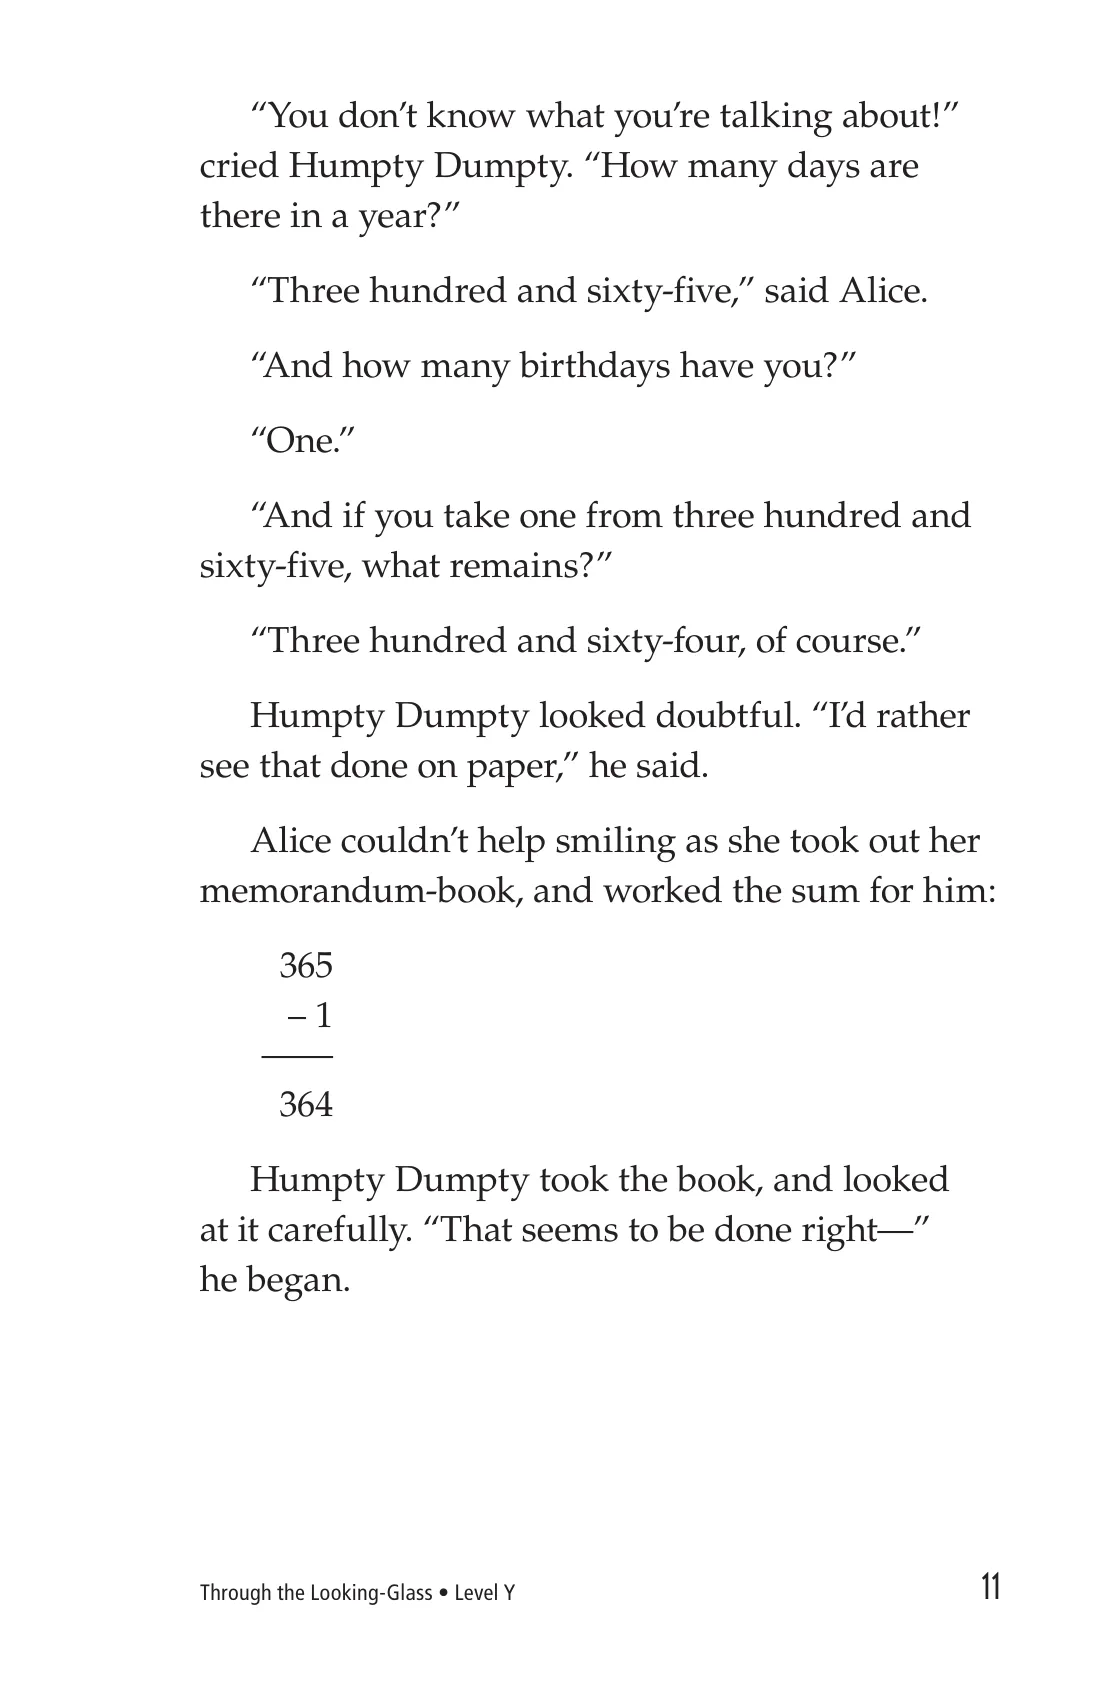 “You don’t know what you’re talking about!”
cried Humpty Dumpty. “How many days are
there in a year?”
“Three hundred and sixty-five,” said Alice.
“And how many birthdays have you?”
“One.”
“And if you take one from three hundred and
sixty-five, what remains?”
“Three hundred and sixty-four, of course.”
Humpty Dumpty looked doubtful. “I’d rather
see that done on paper,” he said.
Alice couldn’t help smiling as she took out her
memorandum-book, and worked the sum for him:
365
– 1
364
Humpty Dumpty took the book, and looked
at it carefully. “That seems to be done right—”
he began.
Through the Looking-Glass • Level Y 11